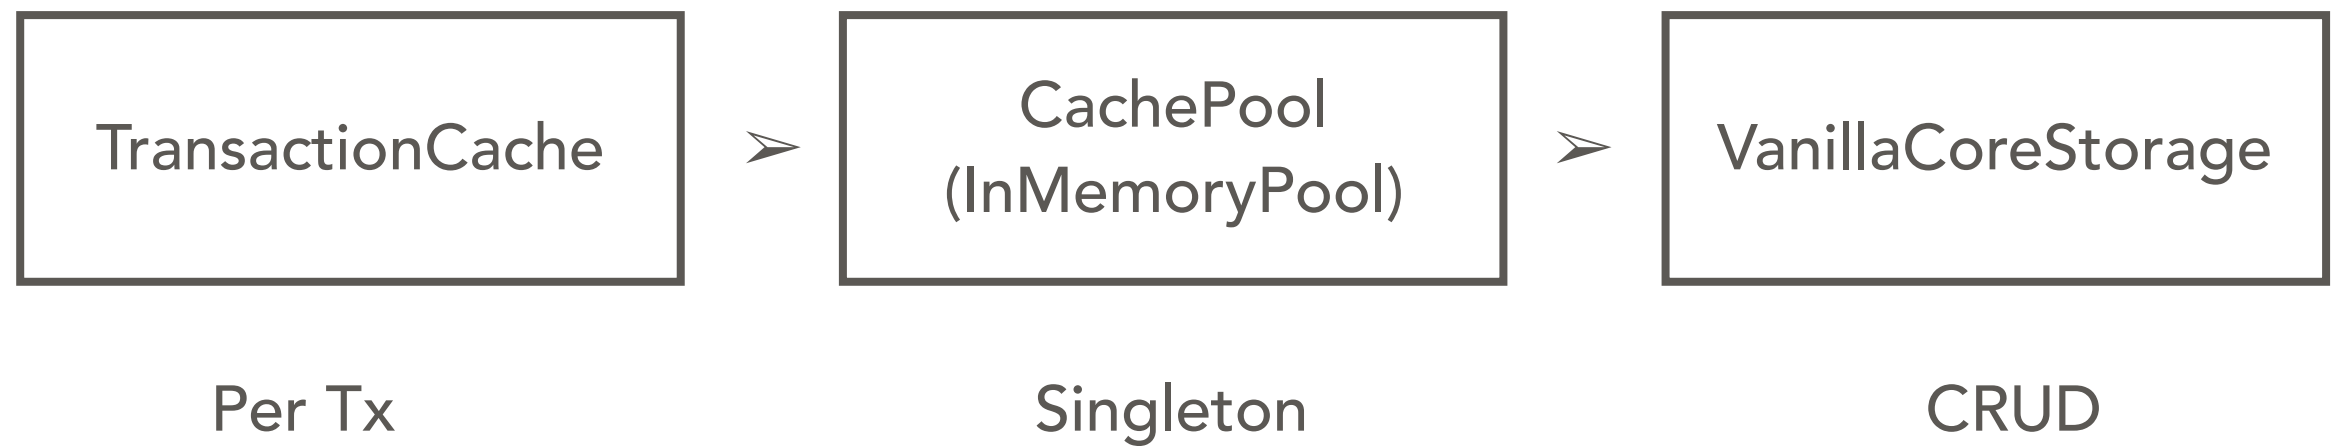 TransactionCache
CachePool
(InMemoryPool)
VanillaCoreStorage
Per Tx
Singleton
CRUD